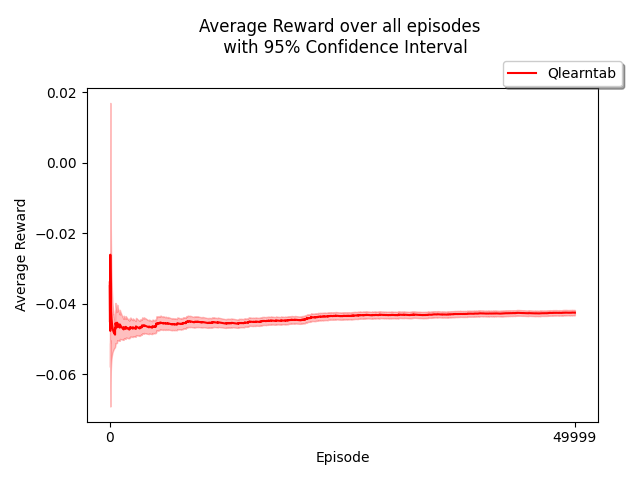 Average Reward over all episodes
with 95% Confidence Interval
Qlearntab
0.02
0.00
−0.02
−0.04
−0.06
Average Reward
0
49999
Episode